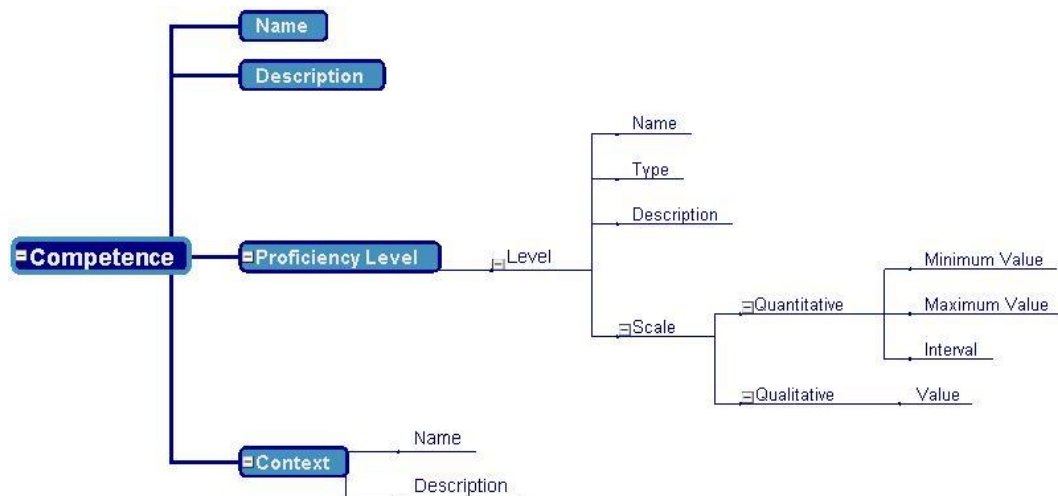 Name
Description
Name
Type
Description
Competence
Proficiency Level
Level
Minimum Value
Quantitative
Maximum Value
Scale
Interval
Qualitative
Value
Context
Name
Description